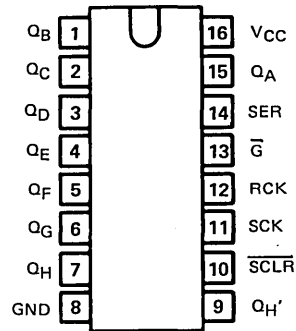 QB 1 16 VCC
QC 2 15 QA
QD 3 14 SER
QE 4 13 G̅
QF 5 12 RCK
QG 6 11 SCK
QH 7 10 S̅C̅L̅R̅
GND 8 9 QH'